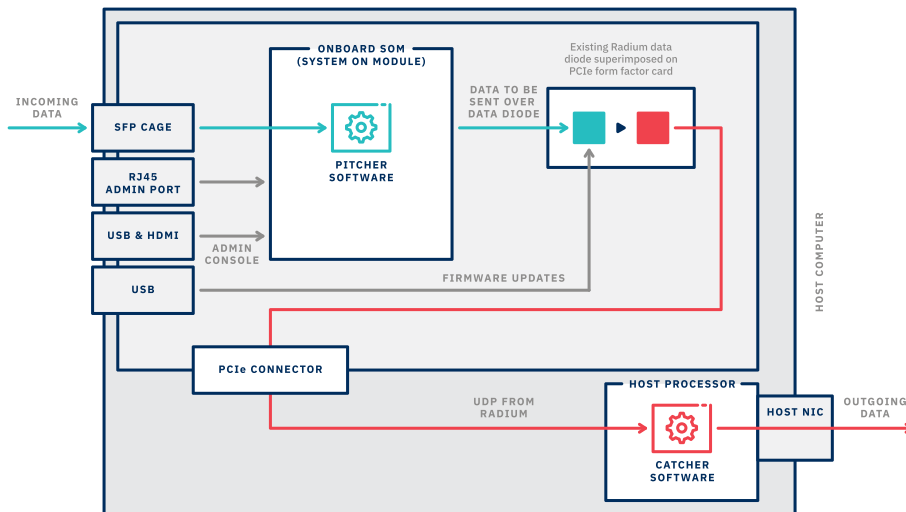 ONBOARD SOM
(SYSTEM ON MODULE)
Existing Radium data
diode superimposed on
PCIe form factor card
INCOMING
DATA
SFP CAGE
DATA TO BE
SENT OVER
DATA DIODE
PITCHER
SOFTWARE
RJ45
ADMIN PORT
USB & HDMI
ADMIN
CONSOLE
USB
FIRMWARE UPDATES
HOST COMPUTER
PCIe CONNECTOR
HOST PROCESSOR
UDP FROM
RADIUM
CATCHER
SOFTWARE
HOST NIC
OUTGOING
DATA